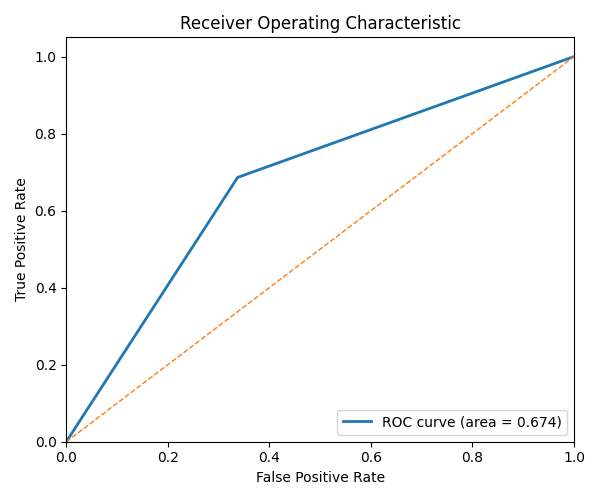 Receiver Operating Characteristic
True Positive Rate
1.0
0.8
0.6
0.4
0.2
0.0
ROC curve (area = 0.674)
0.0 0.2 0.4 0.6 0.8 1.0
False Positive Rate